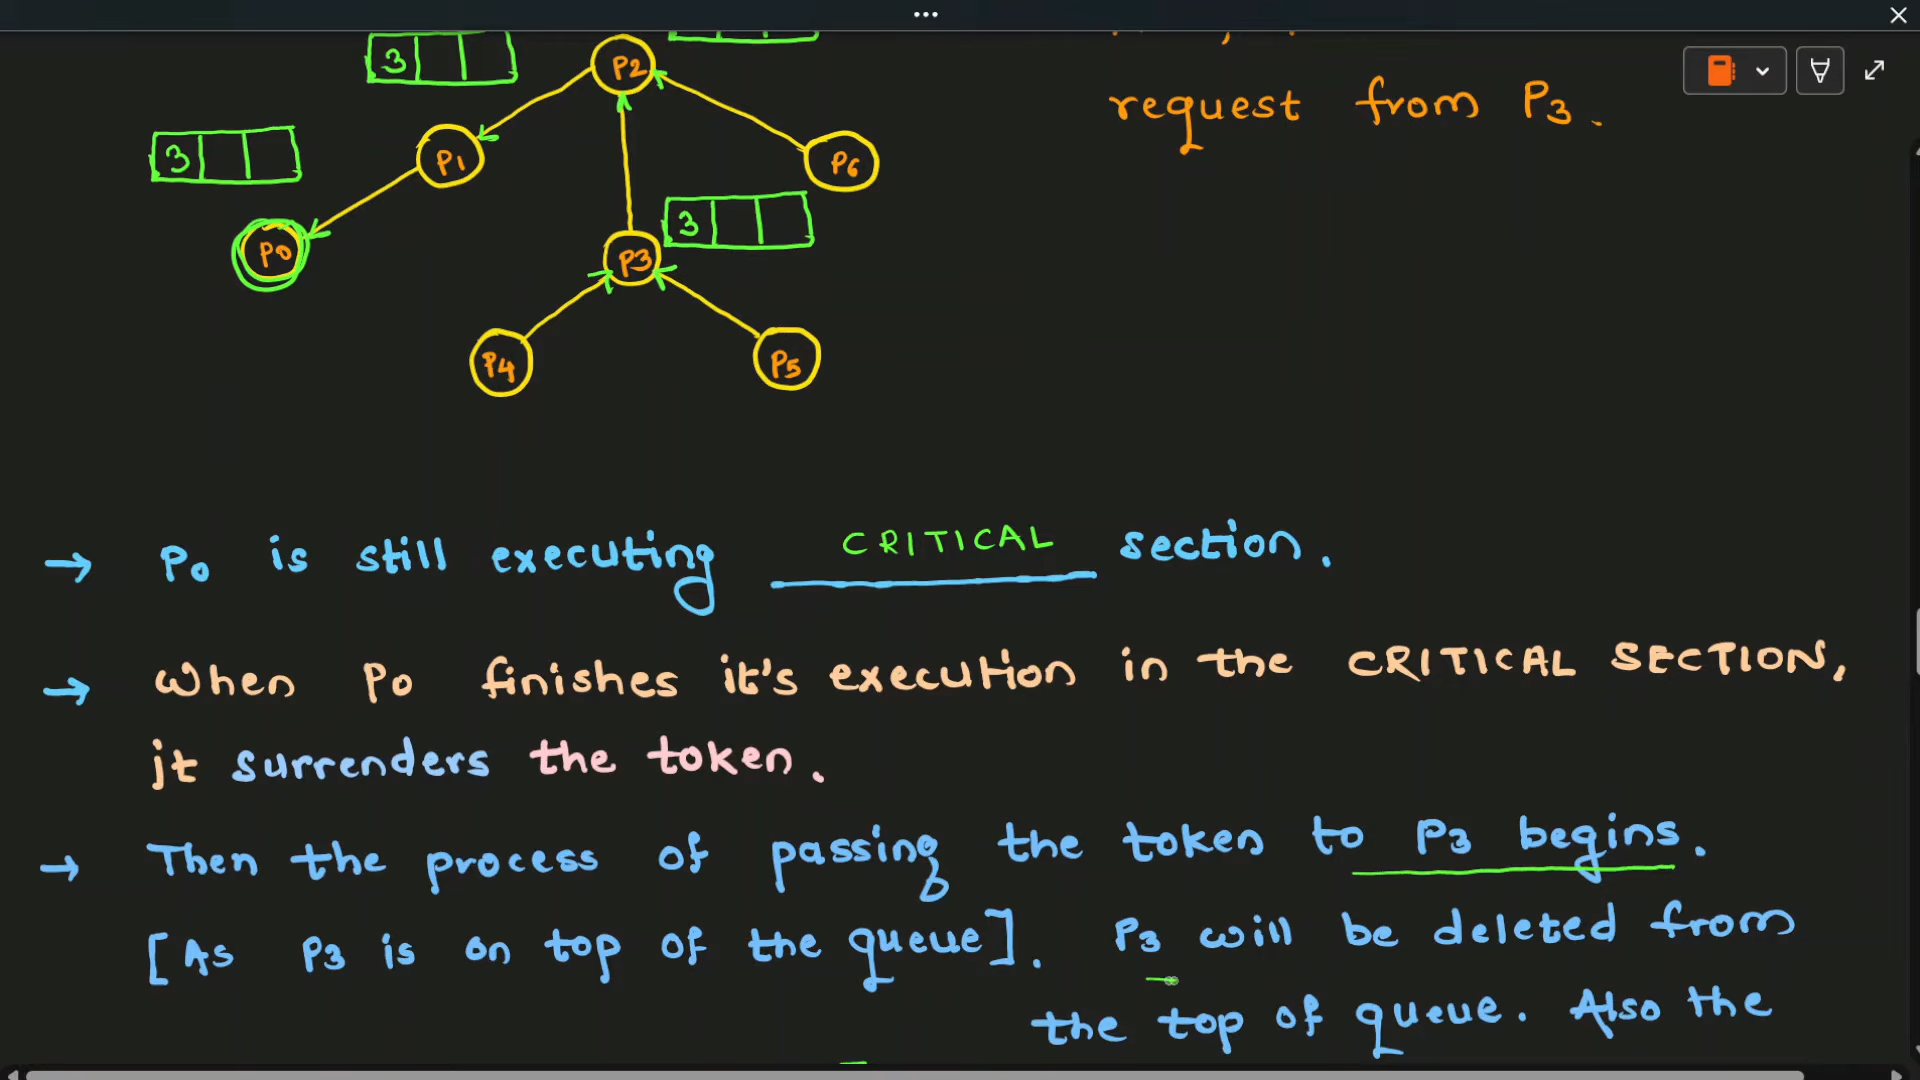 3
P2
request from P3.
3
P1
P6
3
P0
P3
P4
P5
→ P0 is still executing CRITICAL section.
→ When P0 finishes it's execution in the CRITICAL SECTION,
it surrenders the token.
→ Then the process of passing the token to P3 begins.
[As P3 is on top of the queue]. P3 will be deleted from
the top of queue. Also the